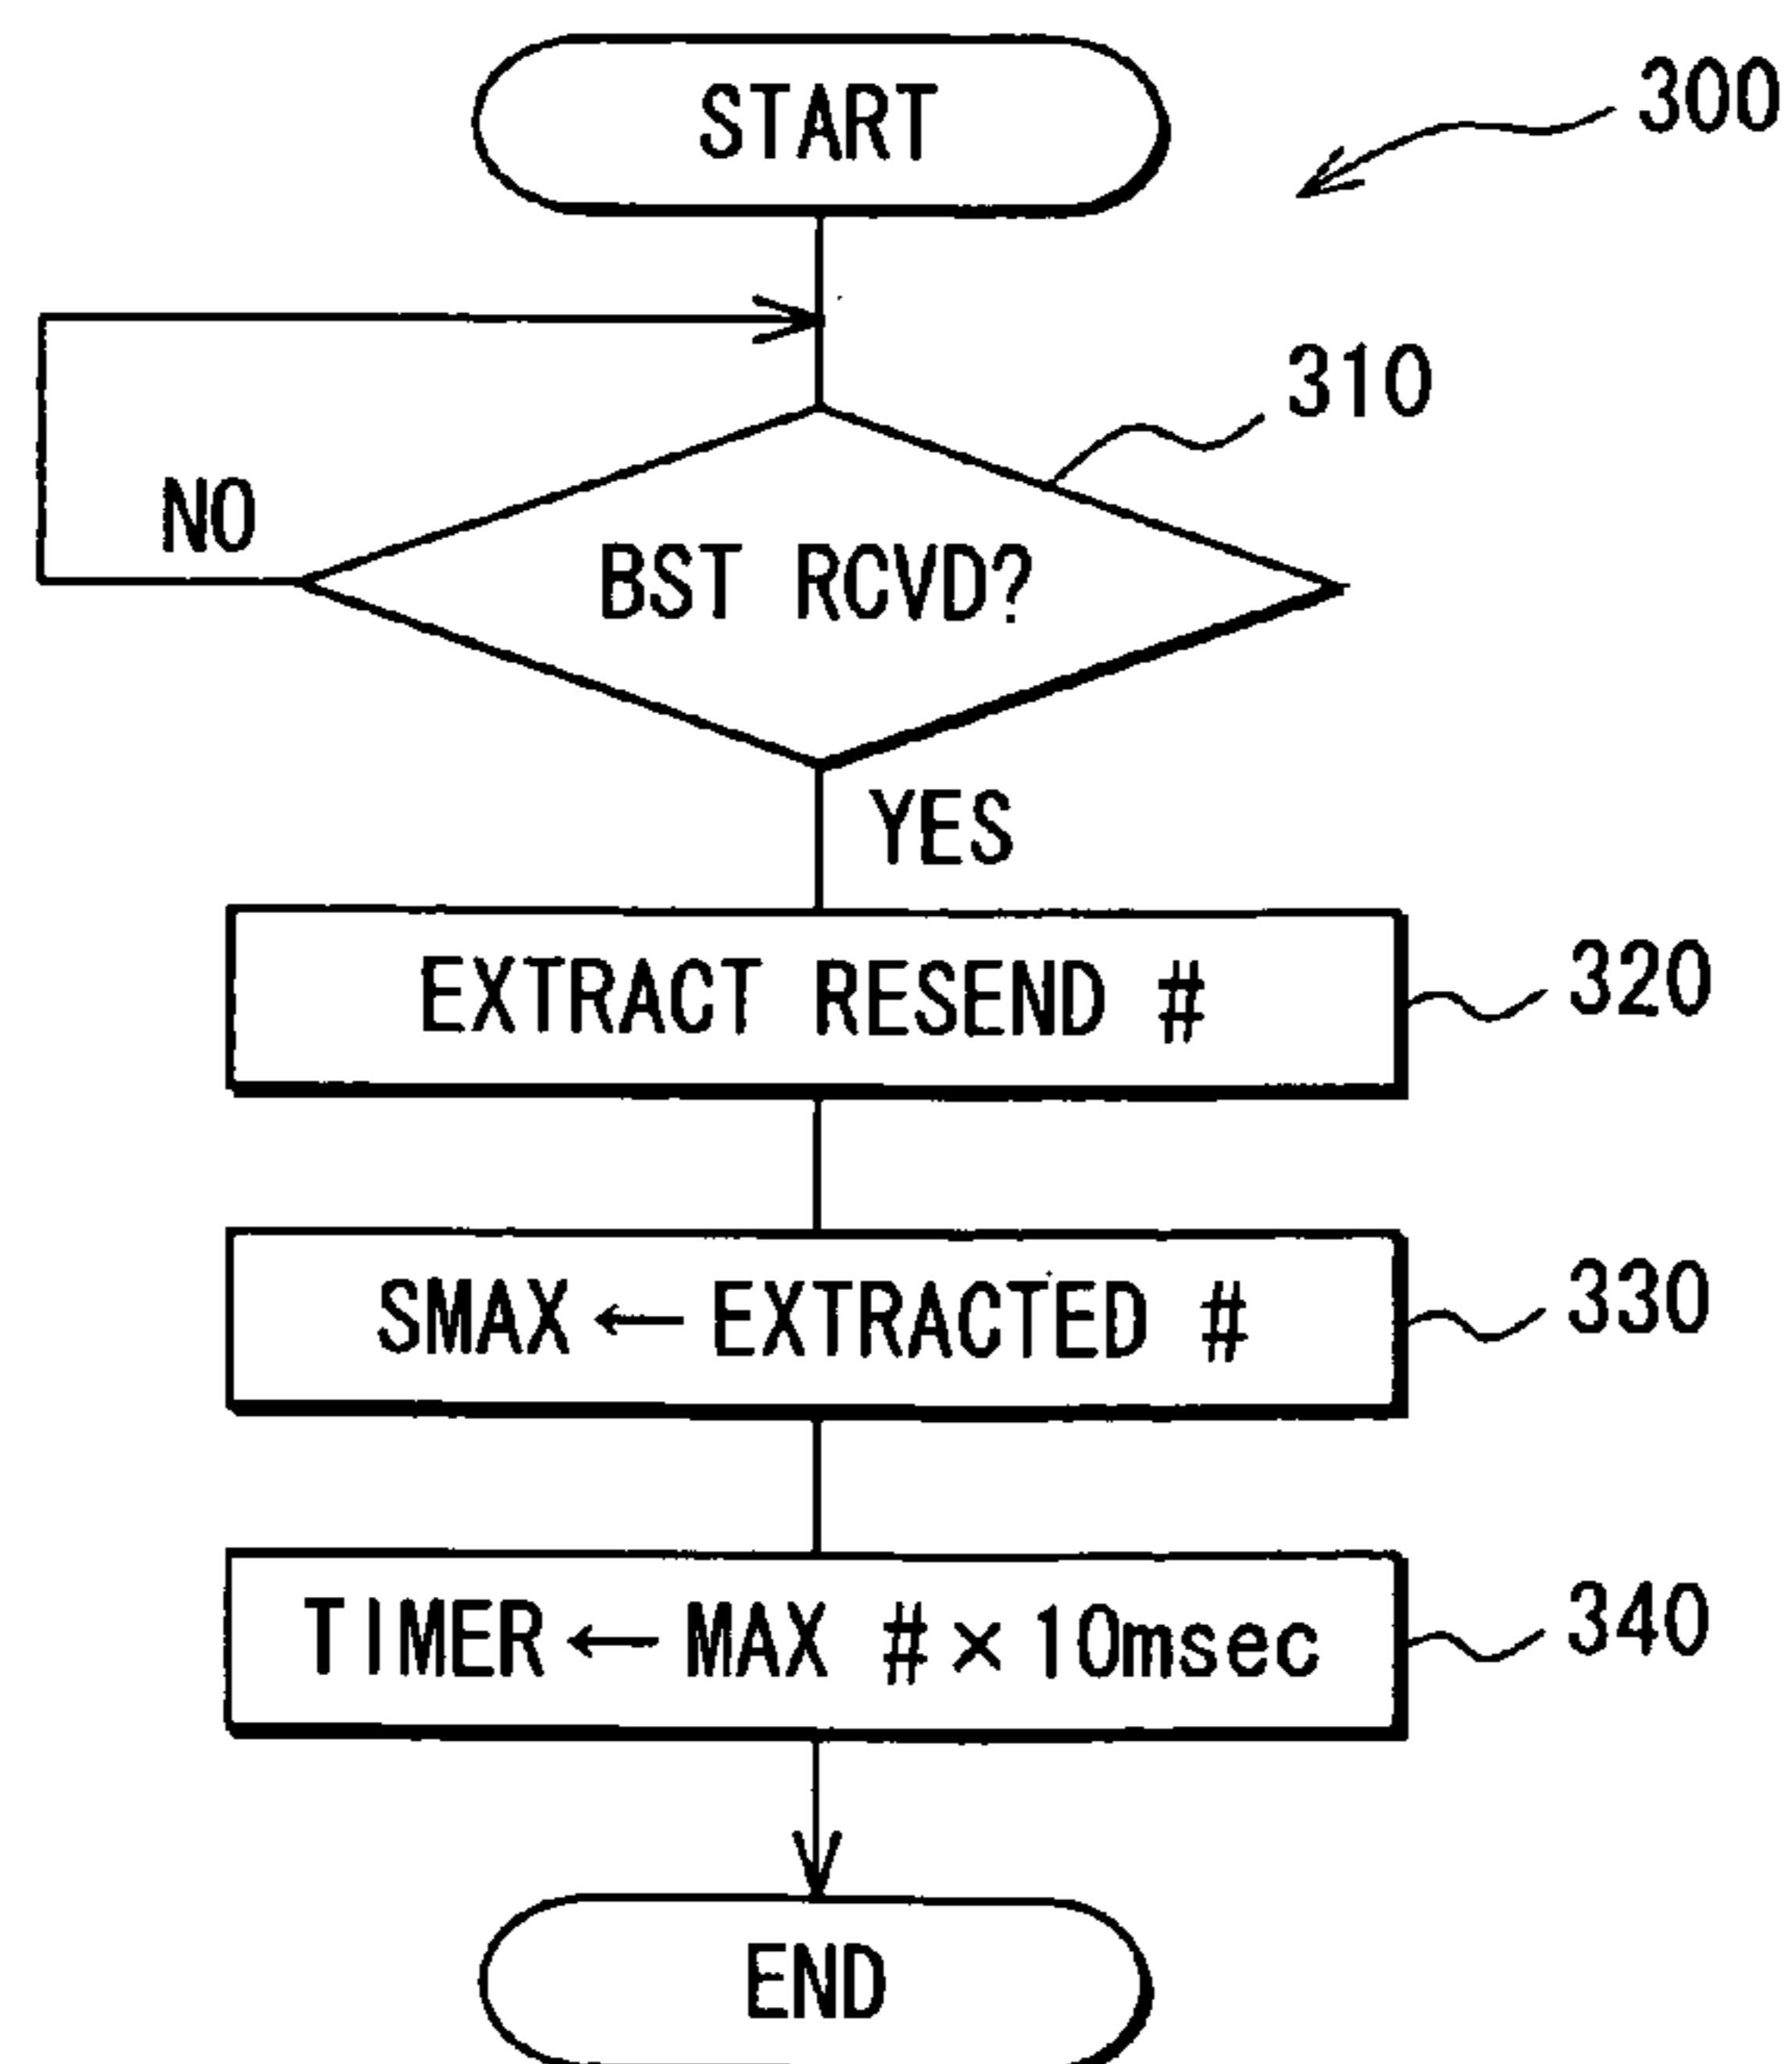 START
300
310
NO
BST RCVD?
YES
EXTRACT RESEND #
320
SMAX ← EXTRACTED #
330
TIMER ← MAX # × 10msec
340
END